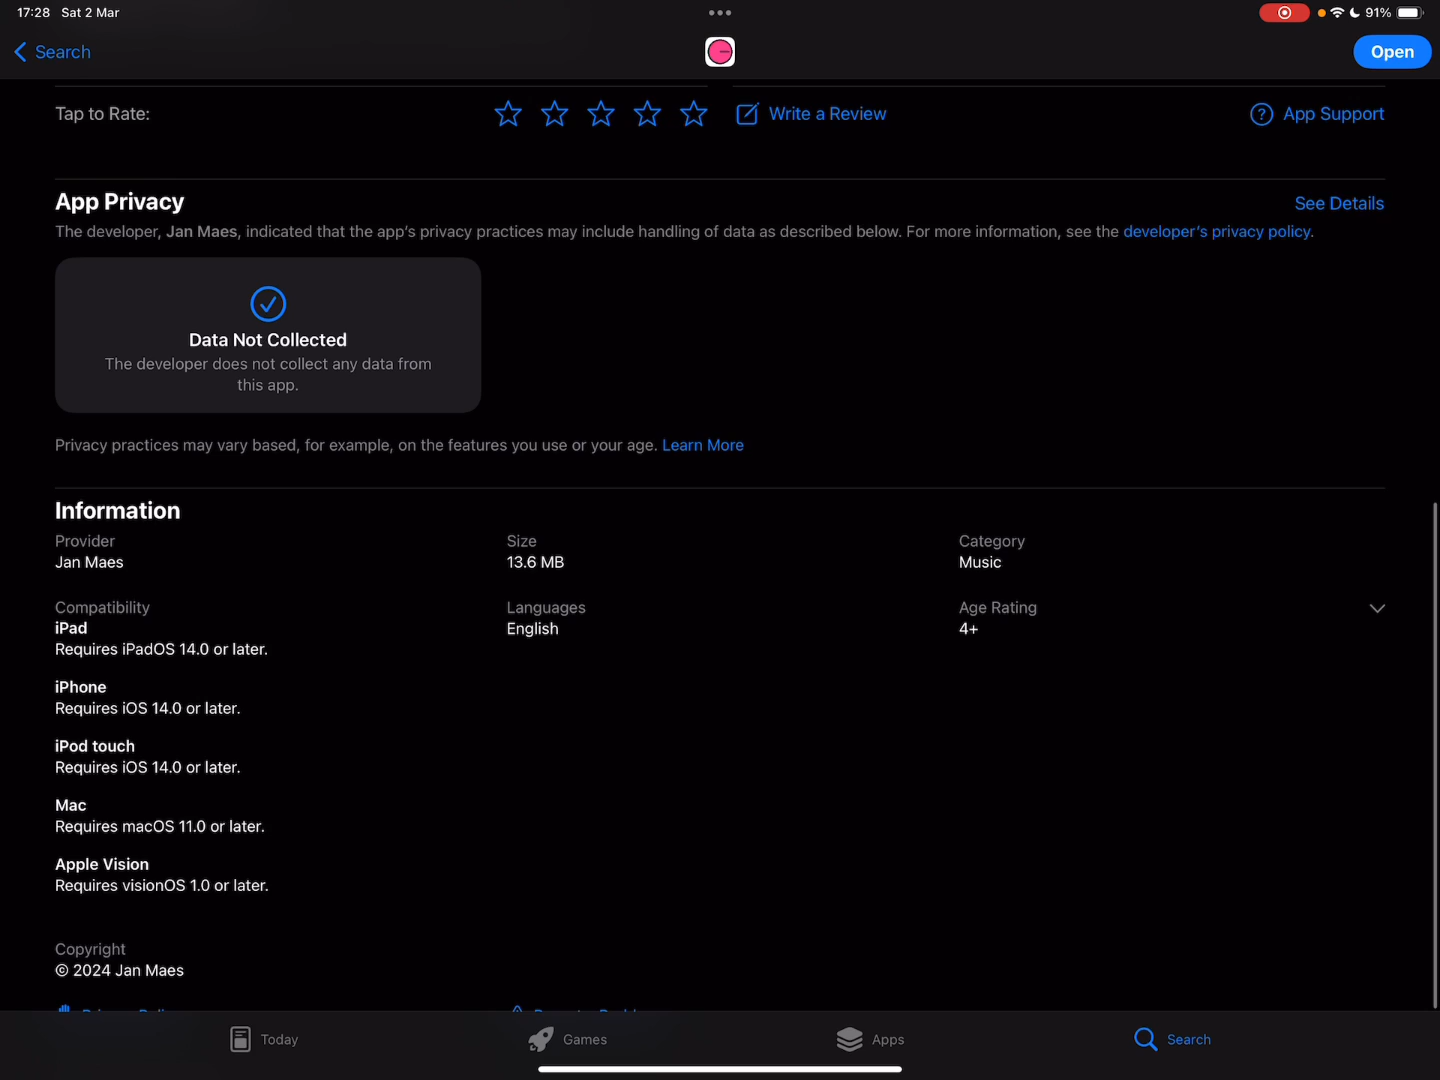 17:28 Sat 2 Mar
91%
Search
Open
Tap to Rate:
Write a Review
App Support
App Privacy
See Details
The developer, Jan Maes, indicated that the app's privacy practices may include handling of data as described below. For more information, see the developer's privacy policy.
Data Not Collected
The developer does not collect any data from
this app.
Privacy practices may vary based, for example, on the features you use or your age. Learn More
Information
Provider
Jan Maes
Size
13.6 MB
Category
Music
Compatibility
iPad
Requires iPadOS 14.0 or later.
iPhone
Requires iOS 14.0 or later.
iPod touch
Requires iOS 14.0 or later.
Mac
Requires macOS 11.0 or later.
Apple Vision
Requires visionOS 1.0 or later.
Languages
English
Age Rating
4+
Copyright
© 2024 Jan Maes
Today
Games
Apps
Search